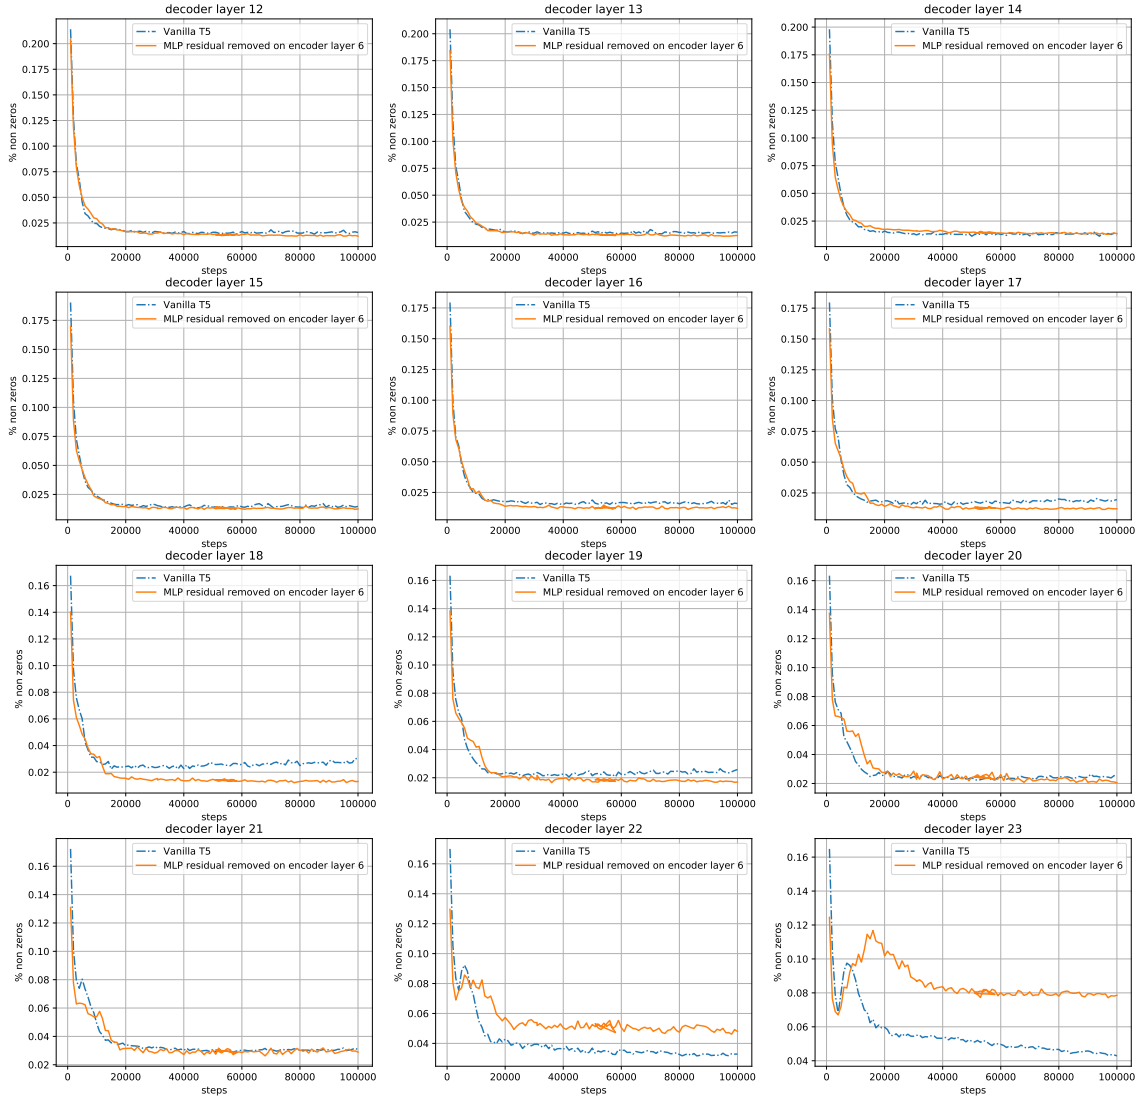 decoder layer 12
% non zeros
0.200
0.175
0.150
0.125
0.100
0.075
0.050
0.025
Vanilla T5
MLP residual removed on encoder layer 6
0
20000
40000
60000
80000
100000
steps
decoder layer 13
% non zeros
0.200
0.175
0.150
0.125
0.100
0.075
0.050
0.025
Vanilla T5
MLP residual removed on encoder layer 6
0
20000
40000
60000
80000
100000
steps
decoder layer 14
% non zeros
0.200
0.175
0.150
0.125
0.100
0.075
0.050
0.025
Vanilla T5
MLP residual removed on encoder layer 6
0
20000
40000
60000
80000
100000
steps
decoder layer 15
% non zeros
0.175
0.150
0.125
0.100
0.075
0.050
0.025
Vanilla T5
MLP residual removed on encoder layer 6
0
20000
40000
60000
80000
100000
steps
decoder layer 16
% non zeros
0.175
0.150
0.125
0.100
0.075
0.050
0.025
Vanilla T5
MLP residual removed on encoder layer 6
0
20000
40000
60000
80000
100000
steps
decoder layer 17
% non zeros
0.175
0.150
0.125
0.100
0.075
0.050
0.025
Vanilla T5
MLP residual removed on encoder layer 6
0
20000
40000
60000
80000
100000
steps
decoder layer 18
% non zeros
0.16
0.14
0.12
0.10
0.08
0.06
0.04
0.02
Vanilla T5
MLP residual removed on encoder layer 6
0
20000
40000
60000
80000
100000
steps
decoder layer 19
% non zeros
0.16
0.14
0.12
0.10
0.08
0.06
0.04
0.02
Vanilla T5
MLP residual removed on encoder layer 6
0
20000
40000
60000
80000
100000
steps
decoder layer 20
% non zeros
0.16
0.14
0.12
0.10
0.08
0.06
0.04
0.02
Vanilla T5
MLP residual removed on encoder layer 6
0
20000
40000
60000
80000
100000
steps
decoder layer 21
% non zeros
0.16
0.14
0.12
0.10
0.08
0.06
0.04
0.02
Vanilla T5
MLP residual removed on encoder layer 6
0
20000
40000
60000
80000
100000
steps
decoder layer 22
% non zeros
0.16
0.14
0.12
0.10
0.08
0.06
0.04
Vanilla T5
MLP residual removed on encoder layer 6
0
20000
40000
60000
80000
100000
steps
decoder layer 23
% non zeros
0.16
0.14
0.12
0.10
0.08
0.06
0.04
Vanilla T5
MLP residual removed on encoder layer 6
0
20000
40000
60000
80000
100000
steps